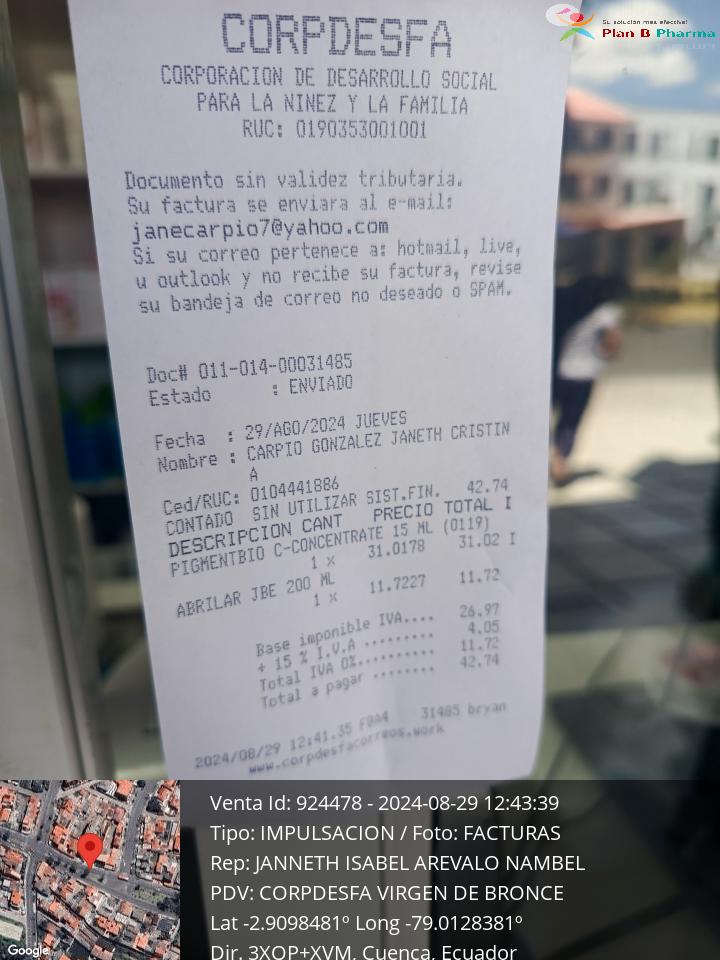 CORPDESFA
CORPORACION DE DESARROLLO SOCIAL
PARA LA NINEZ Y LA FAMILIA
RUC: 0190353001001
Documento sin validez tributaria.
Su factura se enviara al e-mail:
janecarpio7@yahoo.com
Si su correo pertenece a: hotmail, live,
u outlook y no recibe su factura, revise
su bandeja de correo no deseado o SPAM.
Doc# 011-014-00031485
Estado : ENVIADO
Fecha : 29/AGO/2024 JUEVES
Nombre : CARPIO GONZALEZ JANETH CRISTIN
A
Ced/RUC: 0104441886
CONTADO SIN UTILIZAR SIST.FIN. 42.74
DESCRIPCION CANT PRECIO TOTAL I
PIGMENTBIO C-CONCENTRATE 15 ML (0119)
1 x 31.0178 31.02 I
ABRILAR JBE 200 ML
1 x 11.7227 11.72
Base imponible IVA.... 26.97
+ 15 % I.V.A ......... 4.05
Total IVA 0%.......... 11.72
Total a pagar ........ 42.74
2024/08/29 12:41.35 F0A4 31485 bryan
www.corpdesfacorreos.work
Su solución más efectiva!
Plan B Pharma
Venta Id: 924478 - 2024-08-29 12:43:39
Tipo: IMPULSACION / Foto: FACTURAS
Rep: JANNETH ISABEL AREVALO NAMBEL
PDV: CORPDESFA VIRGEN DE BRONCE
Lat -2.9098481º Long -79.0128381º
Dir. 3XQP+XVM, Cuenca, Ecuador
Google